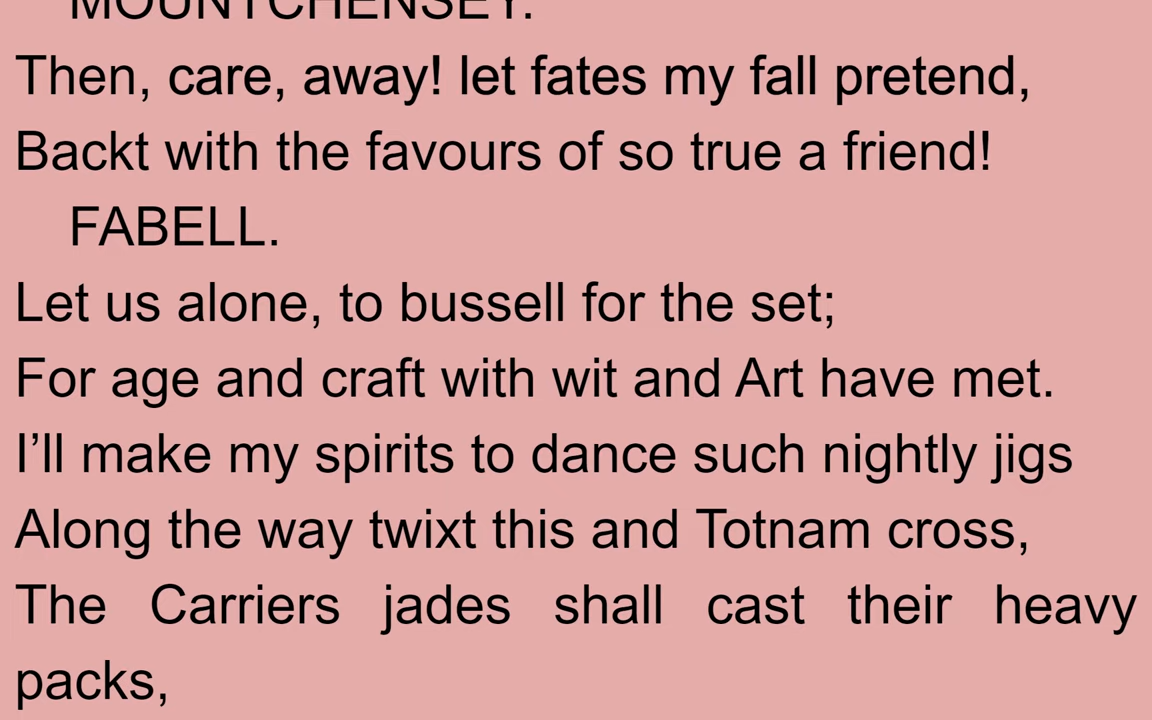 MOUNTCHENSEY.
Then, care, away! let fates my fall pretend,
Backt with the favours of so true a friend!
FABELL.
Let us alone, to bussell for the set;
For age and craft with wit and Art have met.
I’ll make my spirits to dance such nightly jigs
Along the way twixt this and Totnam cross,
The Carriers jades shall cast their heavy
packs,